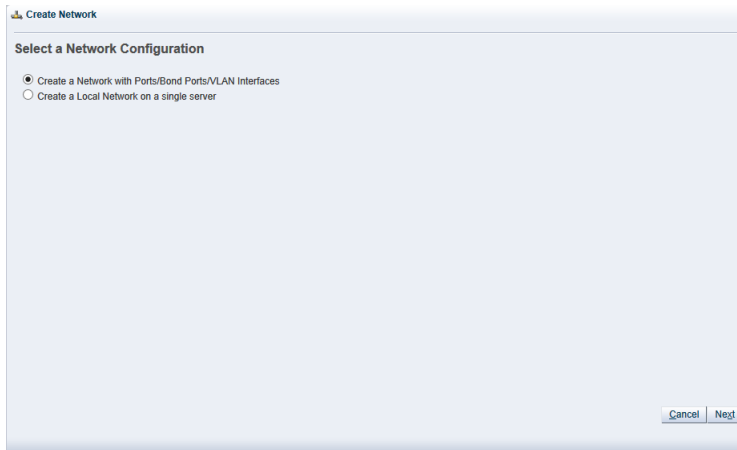 Create Network
Select a Network Configuration
Create a Network with Ports/Bond Ports/VLAN Interfaces
Create a Local Network on a single server
Cancel Next